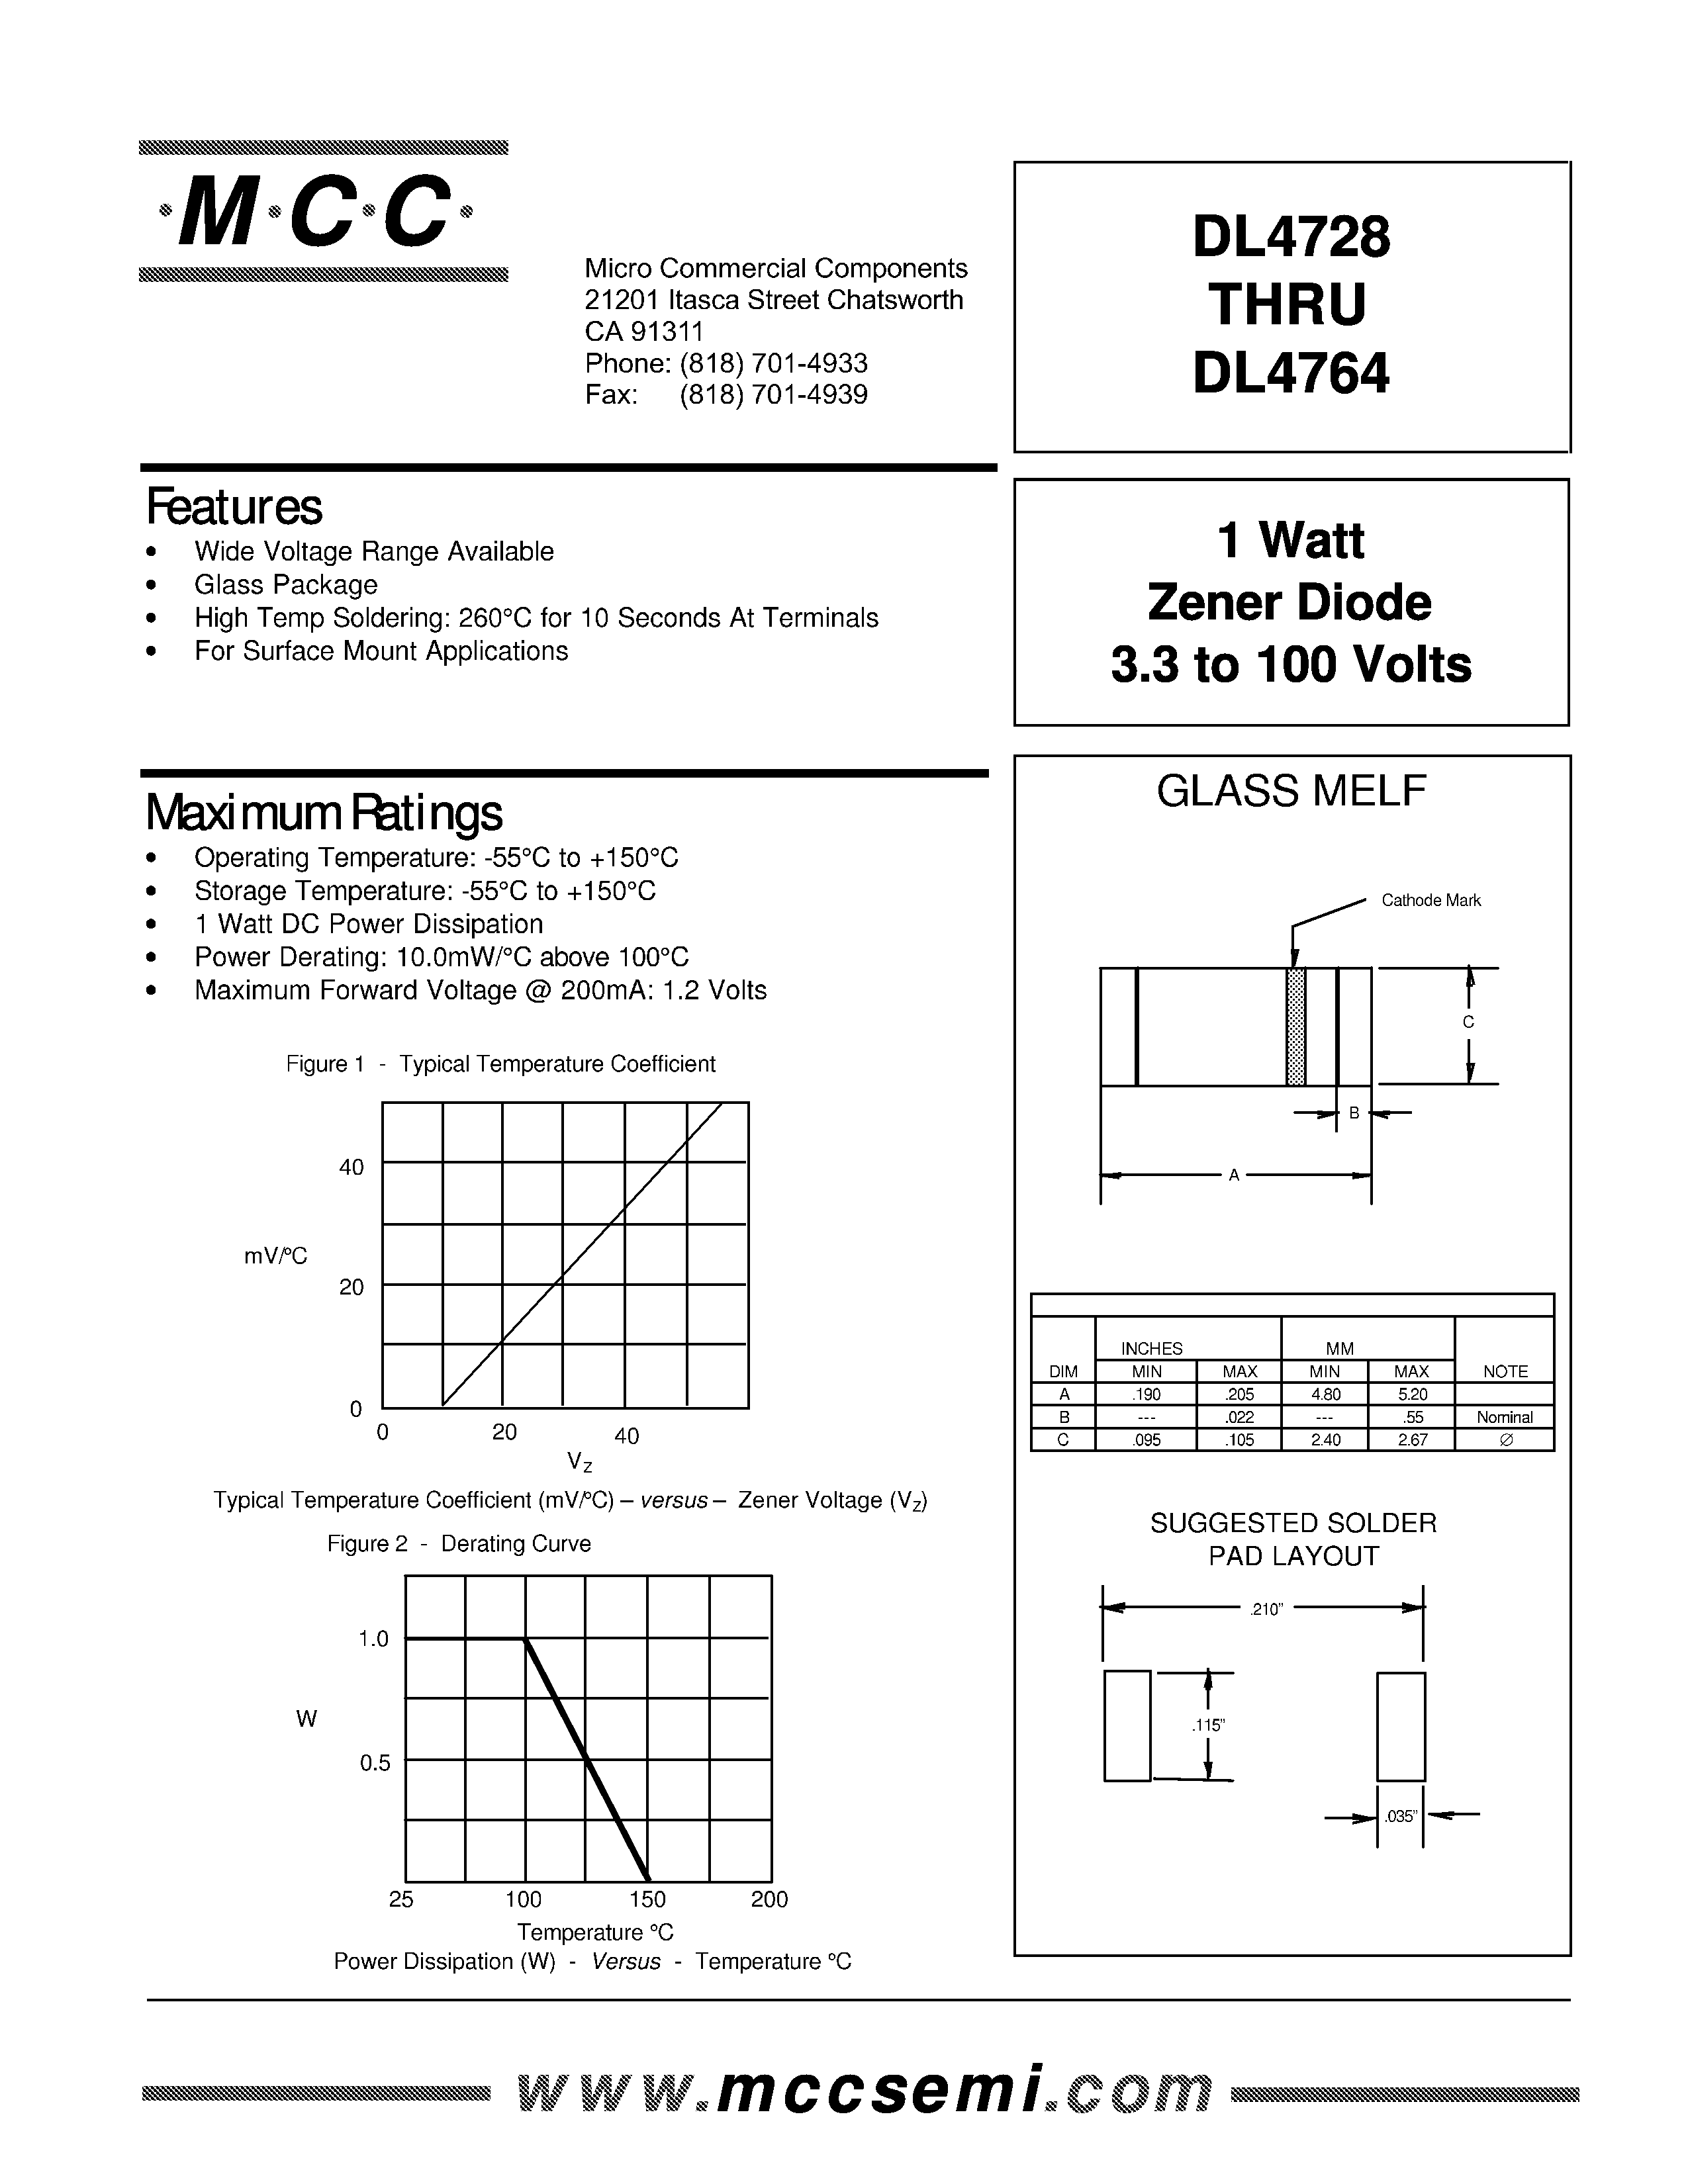 ·M·C·C·
Micro Commercial Components
21201 Itasca Street Chatsworth
CA 91311
Phone: (818) 701-4933
Fax: (818) 701-4939
DL4728
THRU
DL4764
Features
• Wide Voltage Range Available
• Glass Package
• High Temp Soldering: 260°C for 10 Seconds At Terminals
• For Surface Mount Applications
1 Watt
Zener Diode
3.3 to 100 Volts
Maximum Ratings
• Operating Temperature: -55°C to +150°C
• Storage Temperature: -55°C to +150°C
• 1 Watt DC Power Dissipation
• Power Derating: 10.0mW/°C above 100°C
• Maximum Forward Voltage @ 200mA: 1.2 Volts
Figure 1 - Typical Temperature Coefficient
40
mV/°C
20
0
0 20 40
VZ
Typical Temperature Coefficient (mV/°C) – versus – Zener Voltage (VZ)
Figure 2 - Derating Curve
1.0
W
0.5
25 100 150 200
Temperature °C
Power Dissipation (W) - Versus - Temperature °C
GLASS MELF
Cathode Mark
C
B
A
INCHES MM
DIM MIN MAX MIN MAX NOTE
A .190 .205 4.80 5.20
B --- .022 --- .55 Nominal
C .095 .105 2.40 2.67 ∅
SUGGESTED SOLDER
PAD LAYOUT
.210”
.115”
.035”
www.mccsemi.com